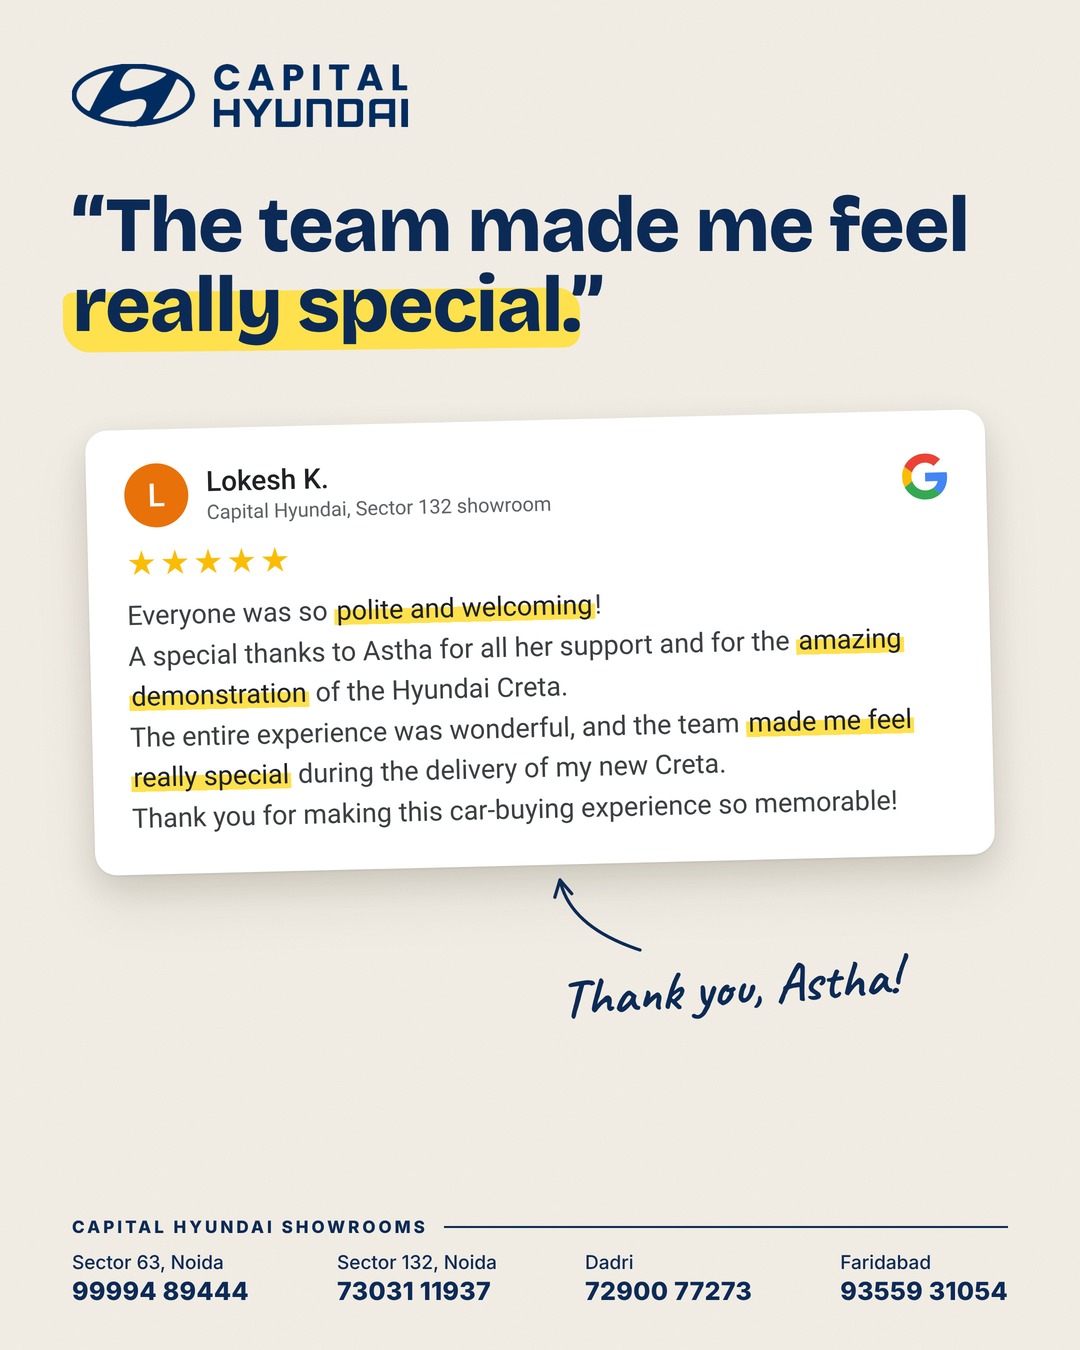 CAPITAL
HYUNDAI
“The team made me feel
really special.”
L
Lokesh K.
Capital Hyundai, Sector 132 showroom
G
★★★★★
Everyone was so polite and welcoming!
A special thanks to Astha for all her support and for the amazing
demonstration of the Hyundai Creta.
The entire experience was wonderful, and the team made me feel
really special during the delivery of my new Creta.
Thank you for making this car-buying experience so memorable!
Thank you, Astha!
CAPITAL HYUNDAI SHOWROOMS
Sector 63, Noida
99994 89444
Sector 132, Noida
73031 11937
Dadri
72900 77273
Faridabad
93559 31054